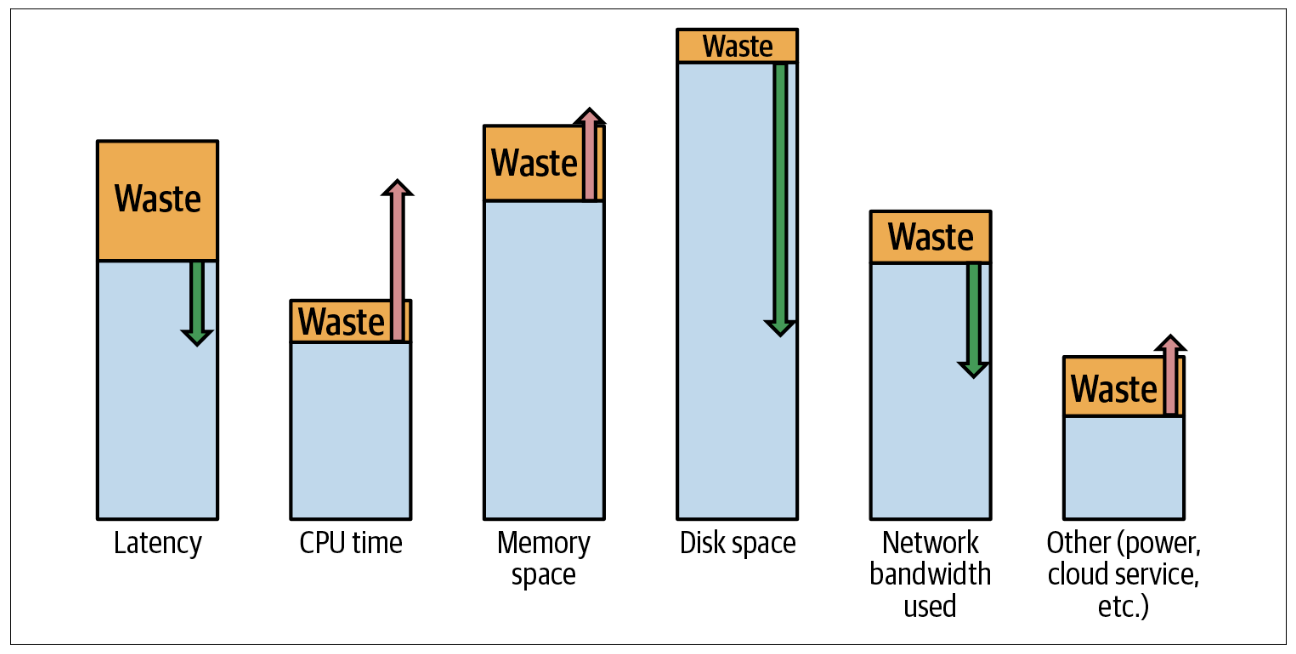 Waste
Waste
Waste
Waste
Waste
Waste
Latency
CPU time
Memory
space
Disk space
Network
bandwidth
used
Other (power,
cloud service,
etc.)